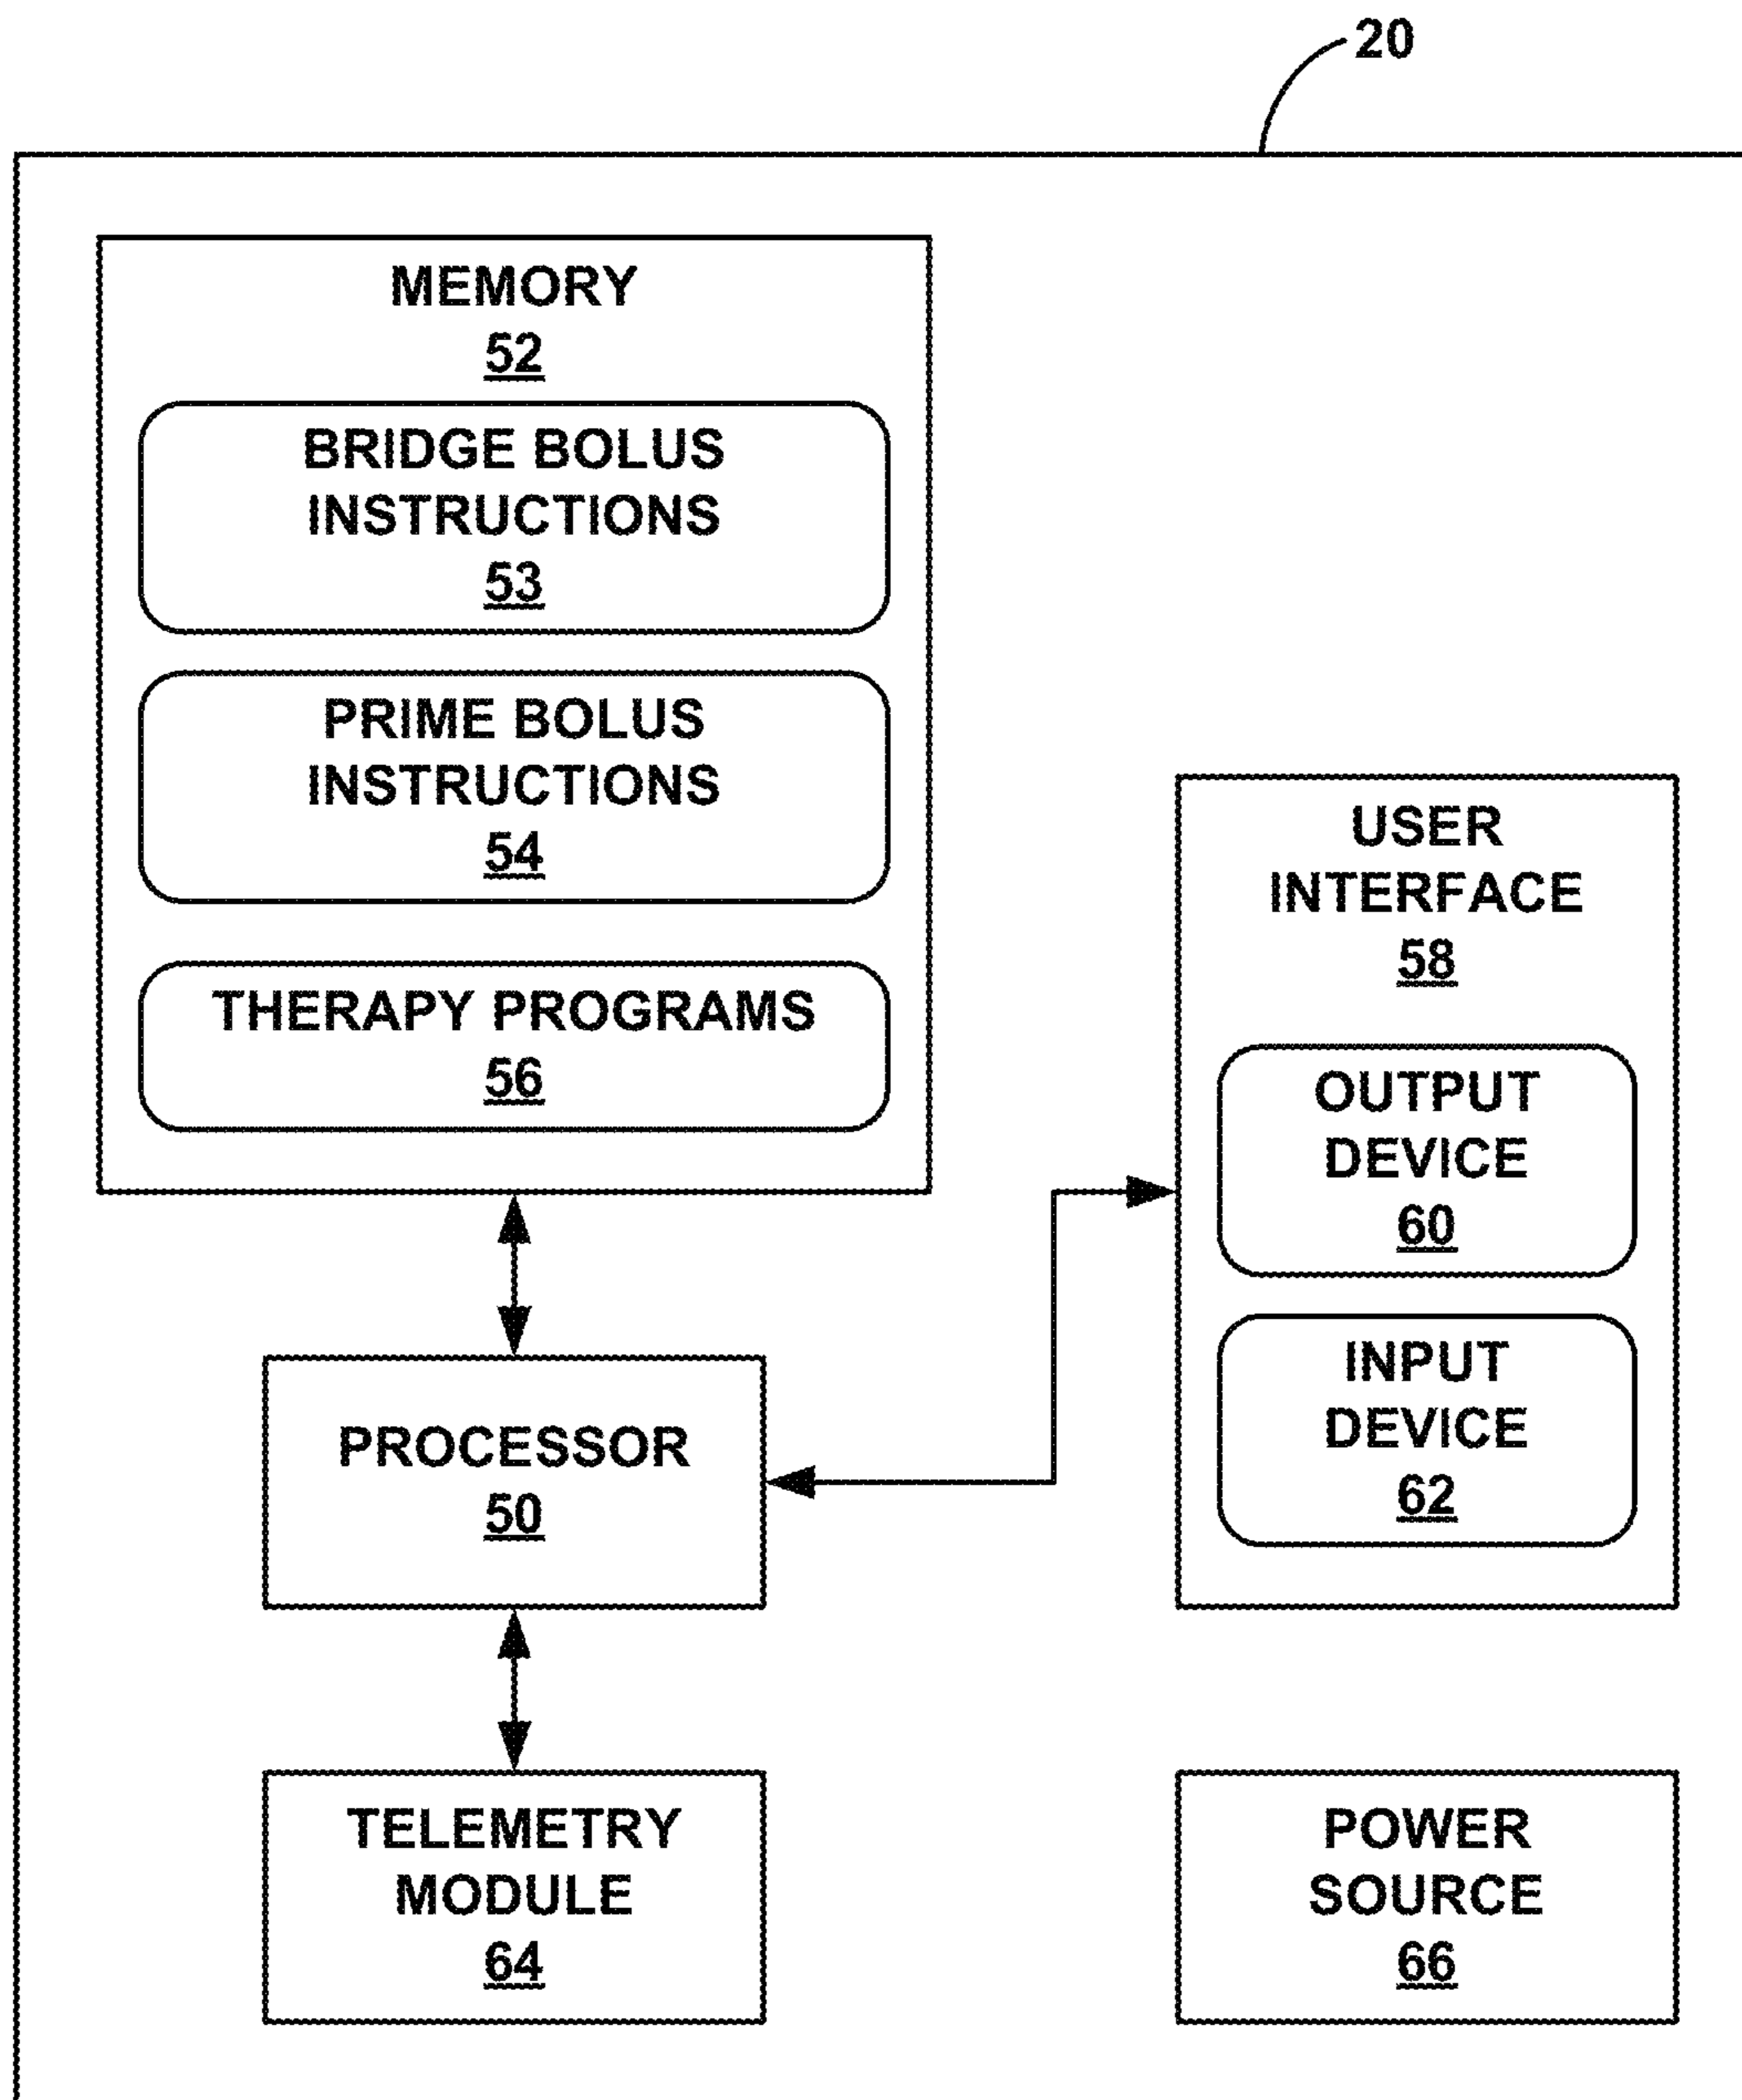 20
MEMORY
52
BRIDGE BOLUS
INSTRUCTIONS
53
PRIME BOLUS
INSTRUCTIONS
54
THERAPY PROGRAMS
56
USER
INTERFACE
58
OUTPUT
DEVICE
60
INPUT
DEVICE
62
PROCESSOR
50
TELEMETRY
MODULE
64
POWER
SOURCE
66